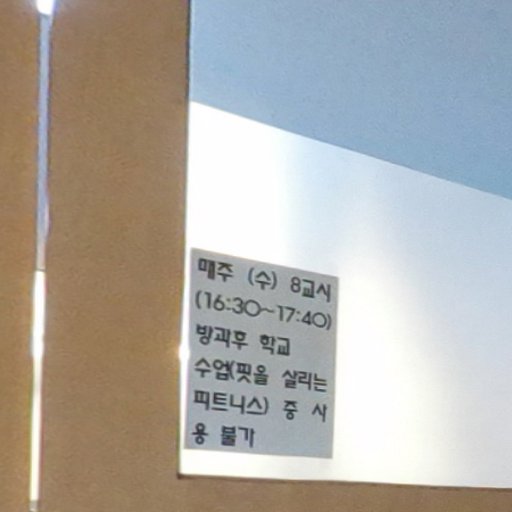 매주 (수) 8교시
(16:30~17:40)
방과후 학교
수업(핏을 살리는
피트니스) 중 사
용 불가